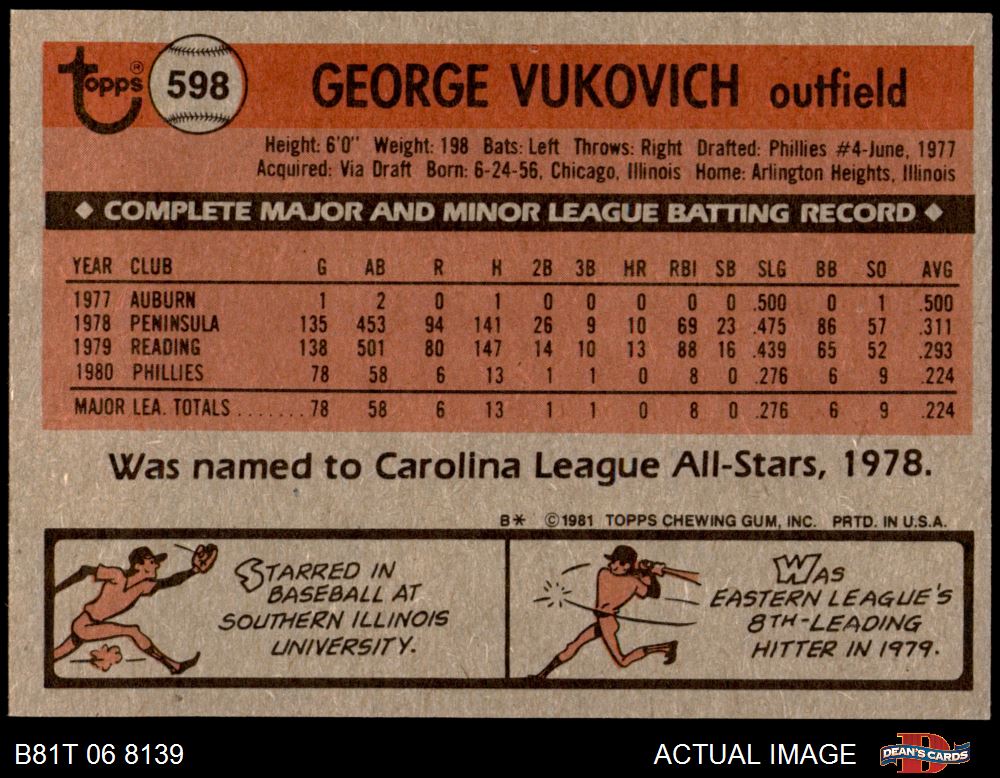 topps® 598 GEORGE VUKOVICH outfield
Height: 6'0" Weight: 198 Bats: Left Throws: Right Drafted: Phillies #4-June, 1977
Acquired: Via Draft Born: 6-24-56, Chicago, Illinois Home: Arlington Heights, Illinois
◆ COMPLETE MAJOR AND MINOR LEAGUE BATTING RECORD ◆
YEAR CLUB G AB R H 2B 3B HR RBI SB SLG BB SO AVG
1977 AUBURN 1 2 0 1 0 0 0 0 0 .500 0 1 .500
1978 PENINSULA 135 453 94 141 26 9 10 69 23 .475 86 57 .311
1979 READING 138 501 80 147 14 10 13 88 16 .439 65 52 .293
1980 PHILLIES 78 58 6 13 1 1 0 8 0 .276 6 9 .224
MAJOR LEA. TOTALS ....... 78 58 6 13 1 1 0 8 0 .276 6 9 .224
Was named to Carolina League All-Stars, 1978.
B* ©1981 TOPPS CHEWING GUM, INC. PRTD. IN U.S.A.
STARRED IN
BASEBALL AT
SOUTHERN ILLINOIS
UNIVERSITY.
WAS
EASTERN LEAGUE'S
8TH-LEADING
HITTER IN 1979.
B81T 06 8139
ACTUAL IMAGE
DEAN'S CARDS